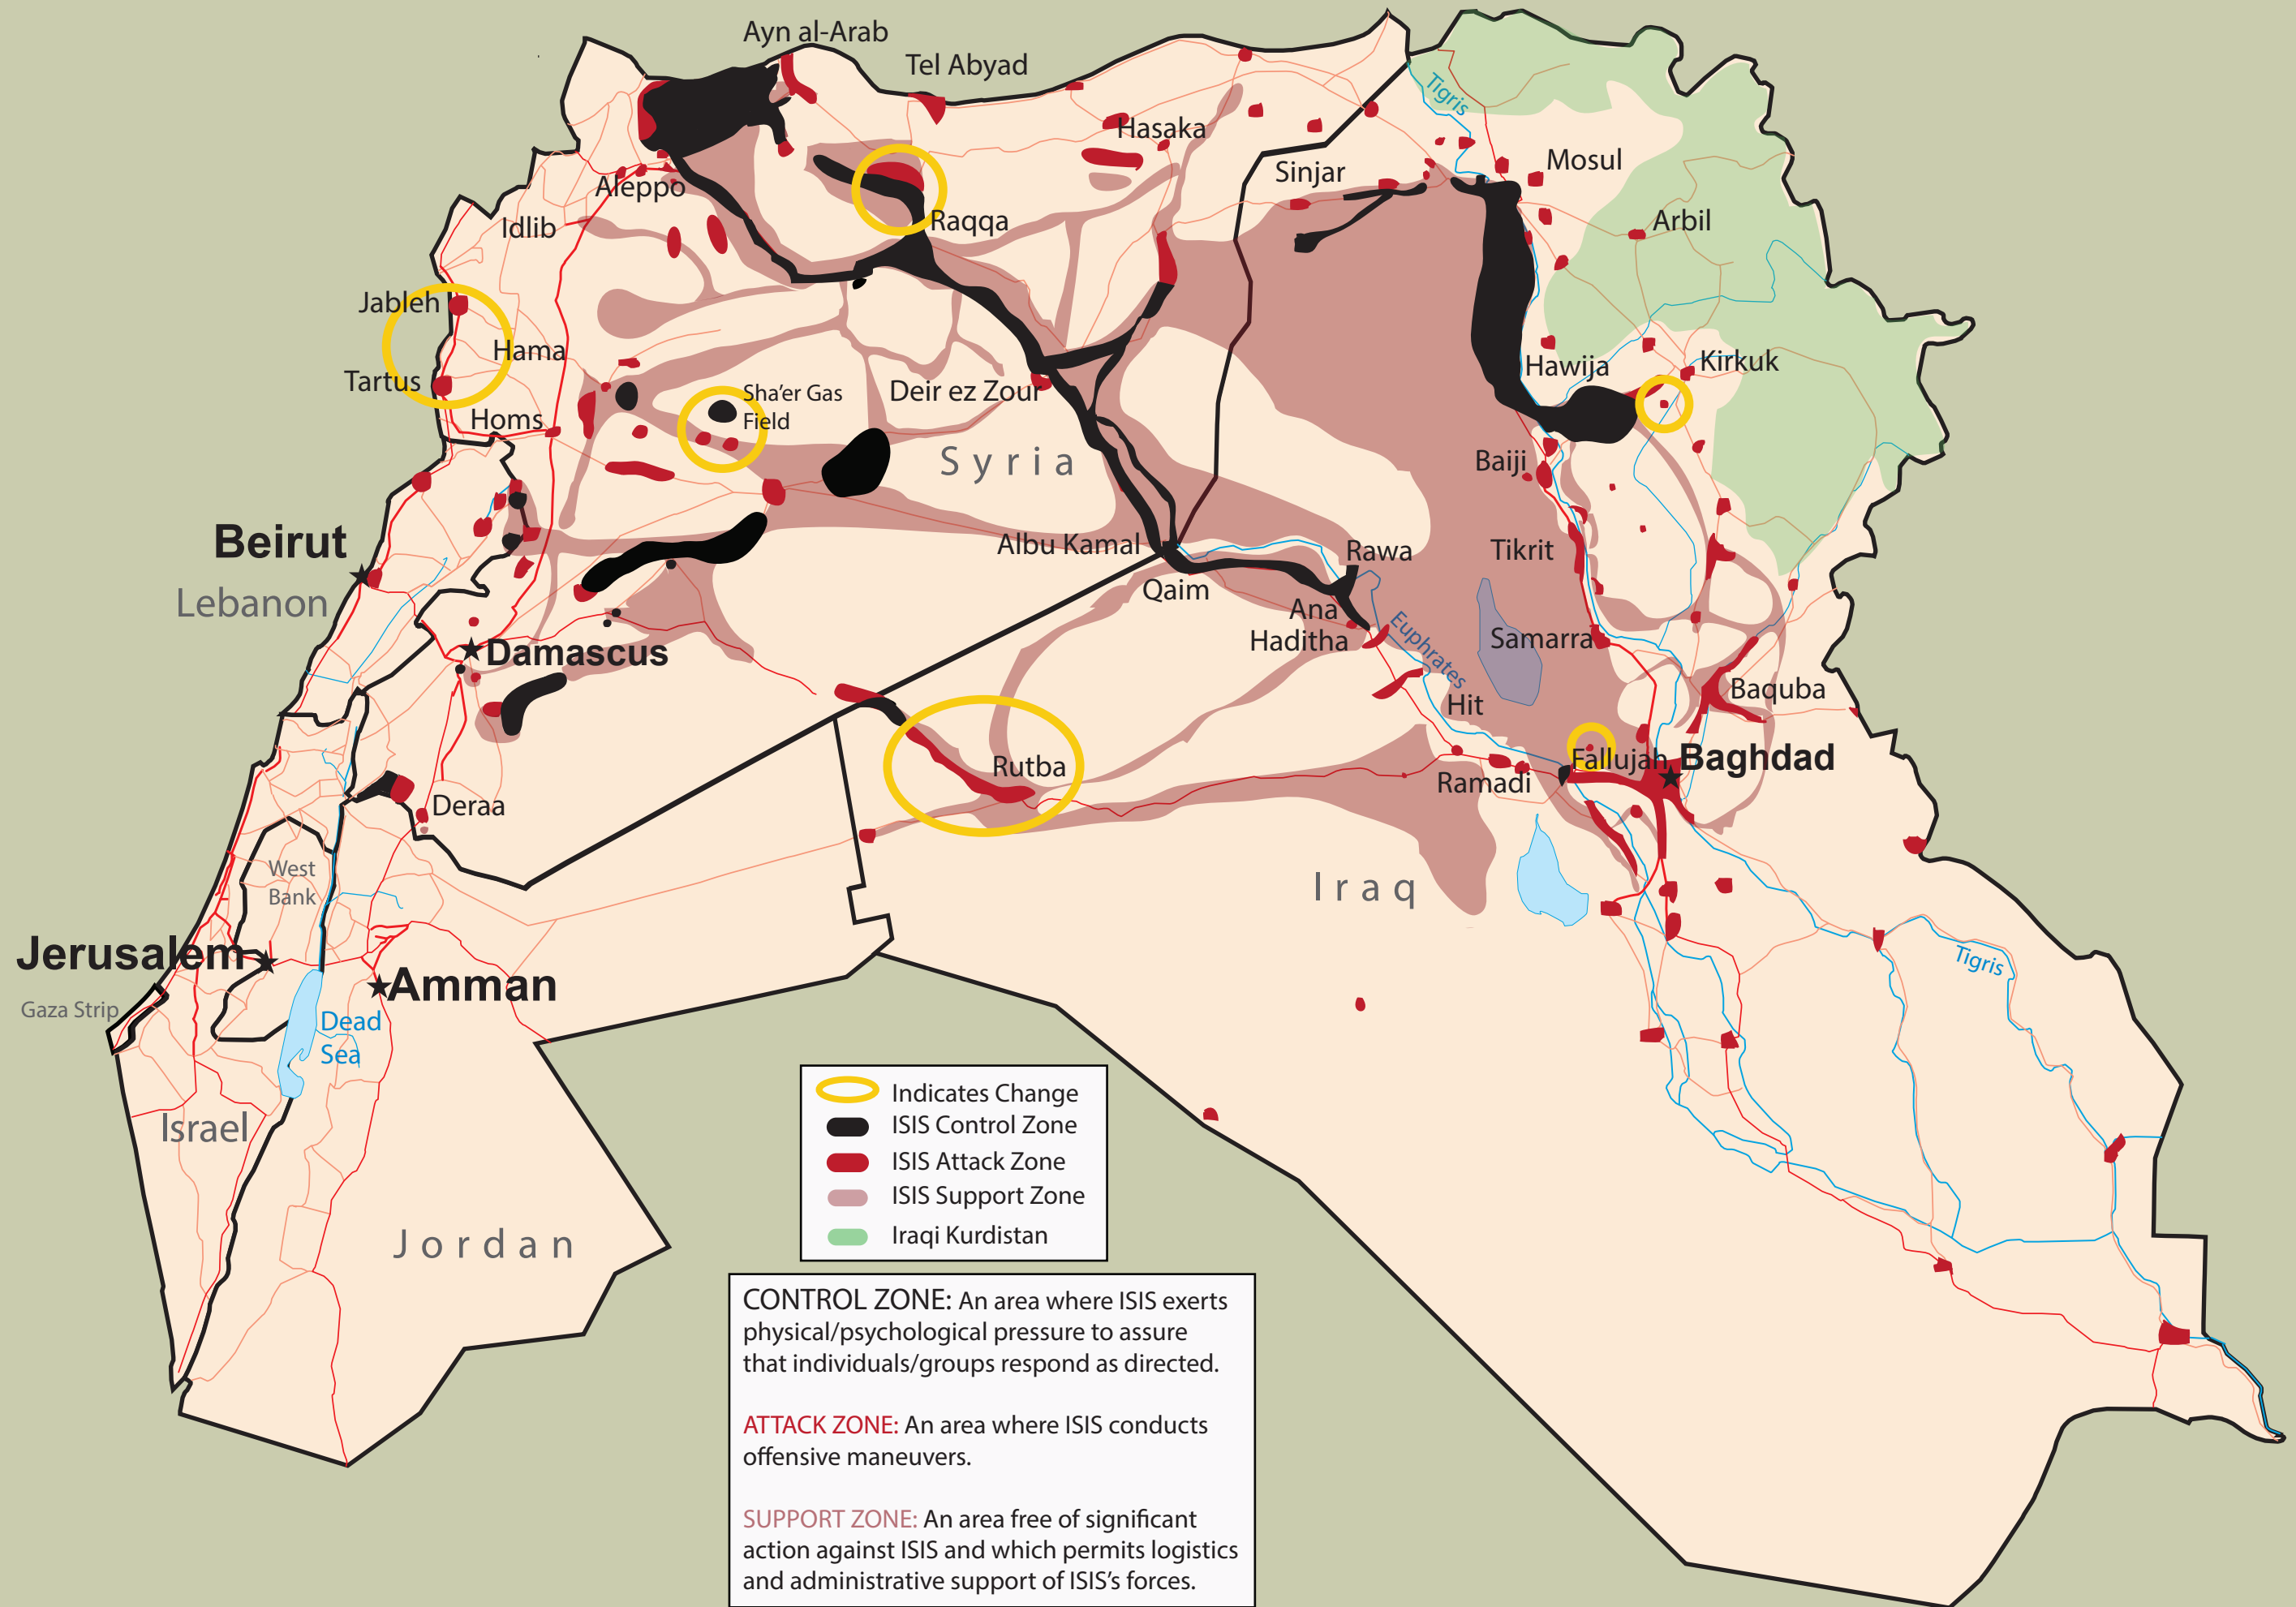 Ayn al-Arab
Tel Abyad
Tigris
Hasaka
Mosul
Sinjar
Aleppo
Arbil
Raqqa
Idlib
Jableh
Hama
Hawija
Kirkuk
Tartus
Deir ez Zour
Sha'er Gas
Field
Homs
Syria
Baiji
Beirut
Albu Kamal
Rawa
Tikrit
Lebanon
Qaim
Ana
Haditha
Euphrates
Samarra
Damascus
Baquba
Hit
Rutba
Fallujah
Baghdad
Ramadi
Deraa
West
Bank
Iraq
Jerusalem
Tigris
Amman
Gaza Strip
Dead
Sea
Israel
Jordan
Indicates Change
ISIS Control Zone
ISIS Attack Zone
ISIS Support Zone
Iraqi Kurdistan
CONTROL ZONE: An area where ISIS exerts
physical/psychological pressure to assure
that individuals/groups respond as directed.
ATTACK ZONE: An area where ISIS conducts
offensive maneuvers.
SUPPORT ZONE: An area free of significant
action against ISIS and which permits logistics
and administrative support of ISIS's forces.